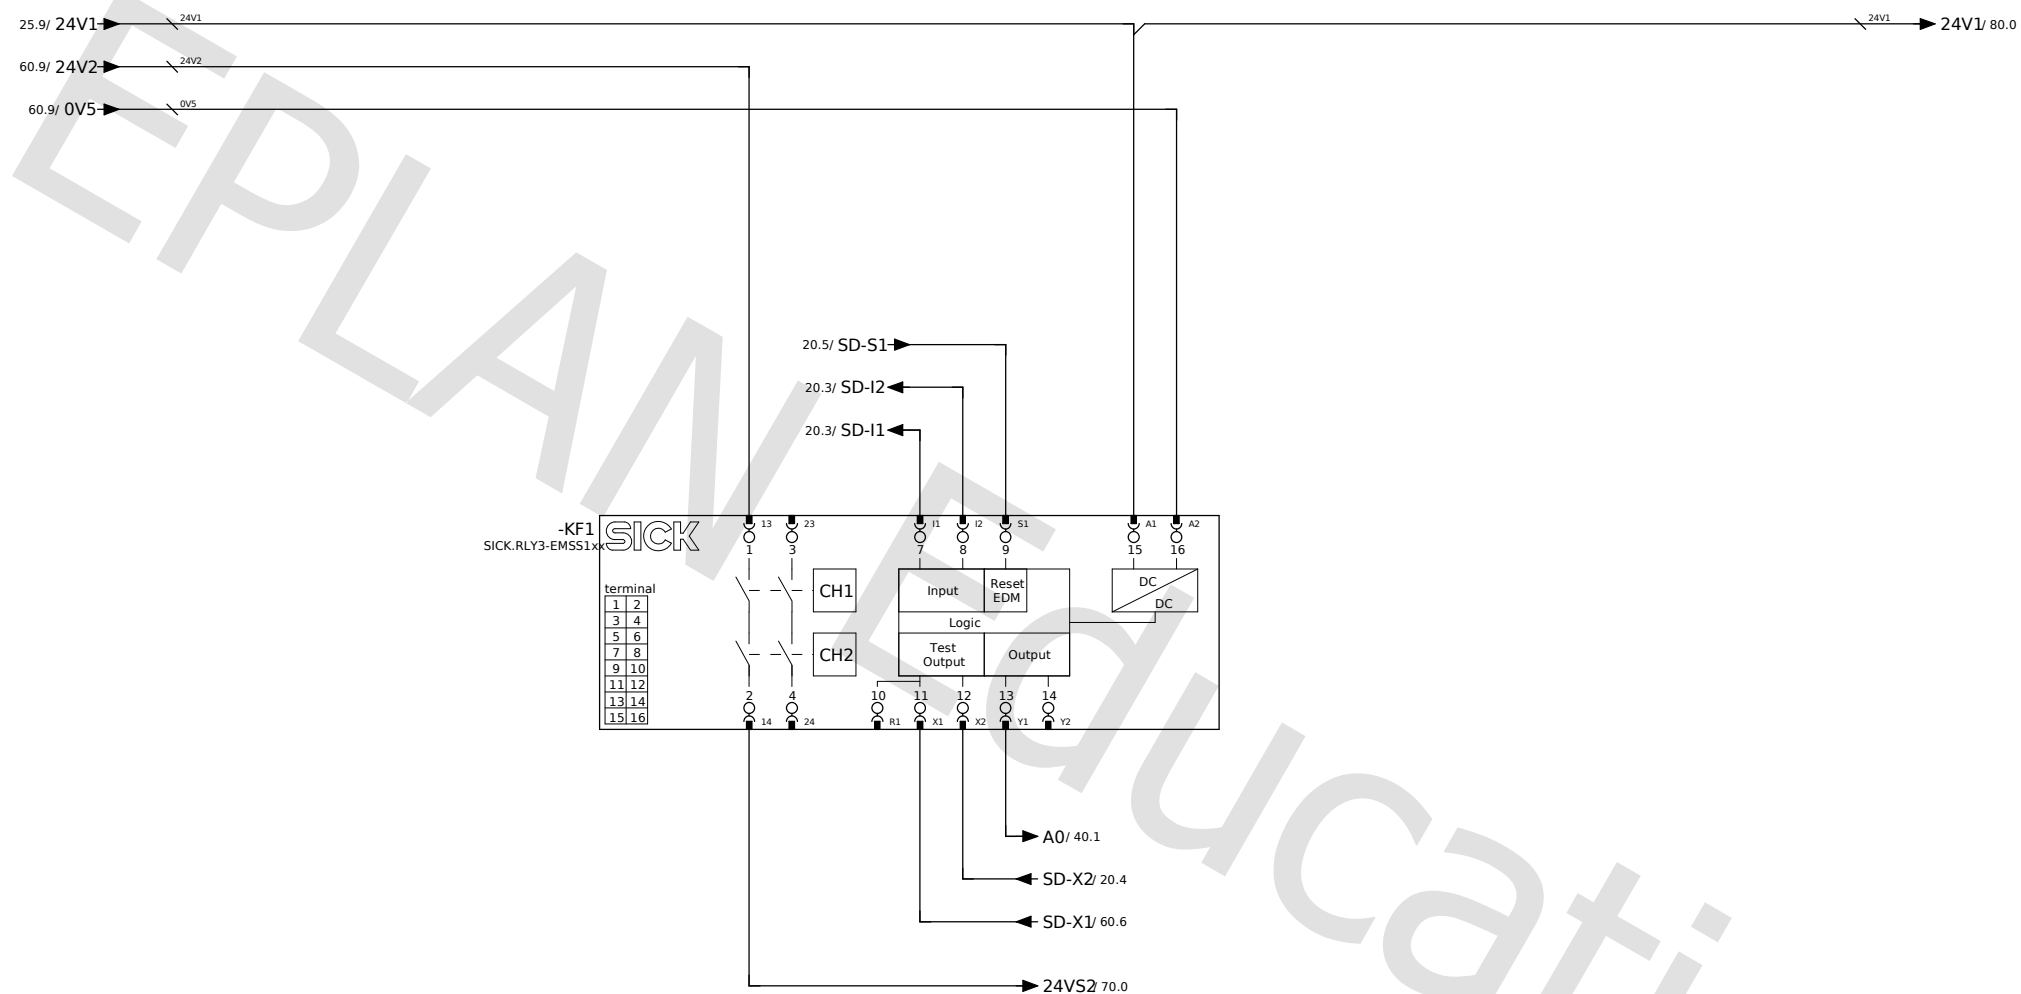 25.9/ 24V1 24V1 24V1 24V1/ 80.0
60.9/ 24V2 24V2
60.9/ 0V5 0V5
20.5/ SD-S1
20.3/ SD-I2
20.3/ SD-I1
-KF1 SICK 13 23 I1 I2 S1 A1 A2
SICK.RLY3-EMSS1xx 1 3 7 8 9 15 16
terminal CH1 Input Reset EDM DC DC
1 2
3 4
5 6
7 8
9 10
11 12
13 14
15 16
Logic
CH2 Test Output Output
2 4 10 11 12 13 14
14 24 R1 X1 X2 Y1 Y2
A0/ 40.1
SD-X2/ 20.4
SD-X1/ 60.6
24VS2/ 70.0
EPLAN Educati